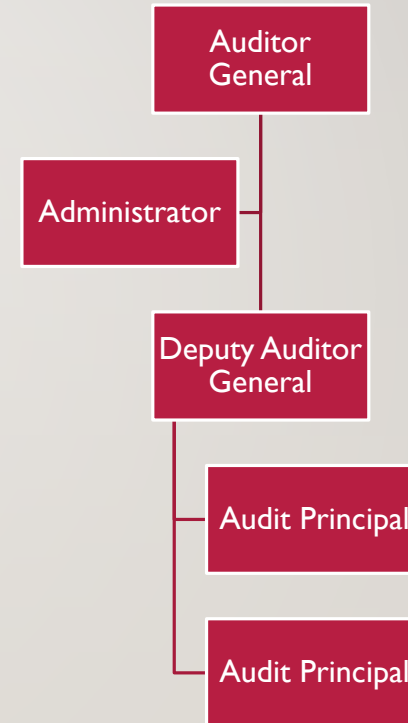 Auditor
General
Administrator
Deputy Auditor
General
Audit Principal
Audit Principal